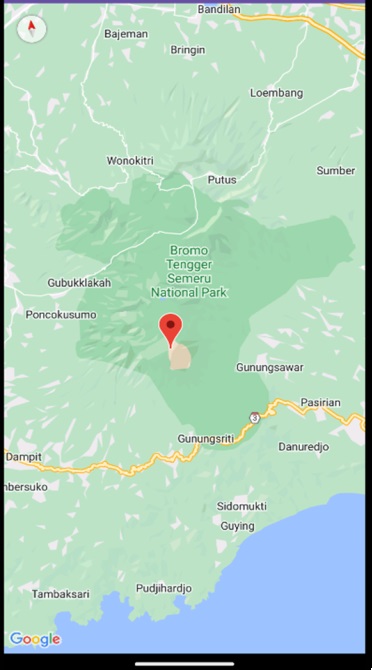 Bandilan
Bajeman
Bringin
Loembang
Wonokitri
Putus
Sumber
Bromo
Tengger
Semeru
National Park
Gubukklakah
Poncokusumo
Gunungsawar
Pasirian
3
Gunungsriti
Danuredjo
Dampit
nbersuko
Sidomukti
Guying
Pudjihardjo
Tambaksari
Google